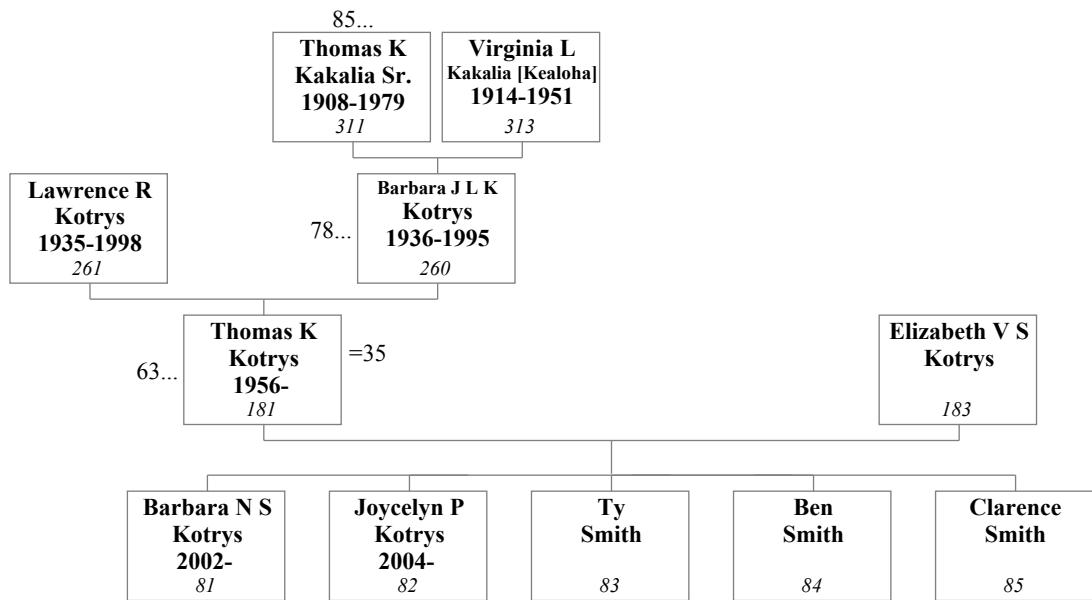 85...
Thomas K
Kakalia Sr.
1908-1979
311
Virginia L
Kakalia [Kealoha]
1914-1951
313
Lawrence R
Kotrys
1935-1998
261
78...
Barbara J L K
Kotrys
1936-1995
260
63...
Thomas K
Kotrys
1956-
181
=35
Elizabeth V S
Kotrys
183
Barbara N S
Kotrys
2002-
81
Joycelyn P
Kotrys
2004-
82
Ty
Smith
83
Ben
Smith
84
Clarence
Smith
85